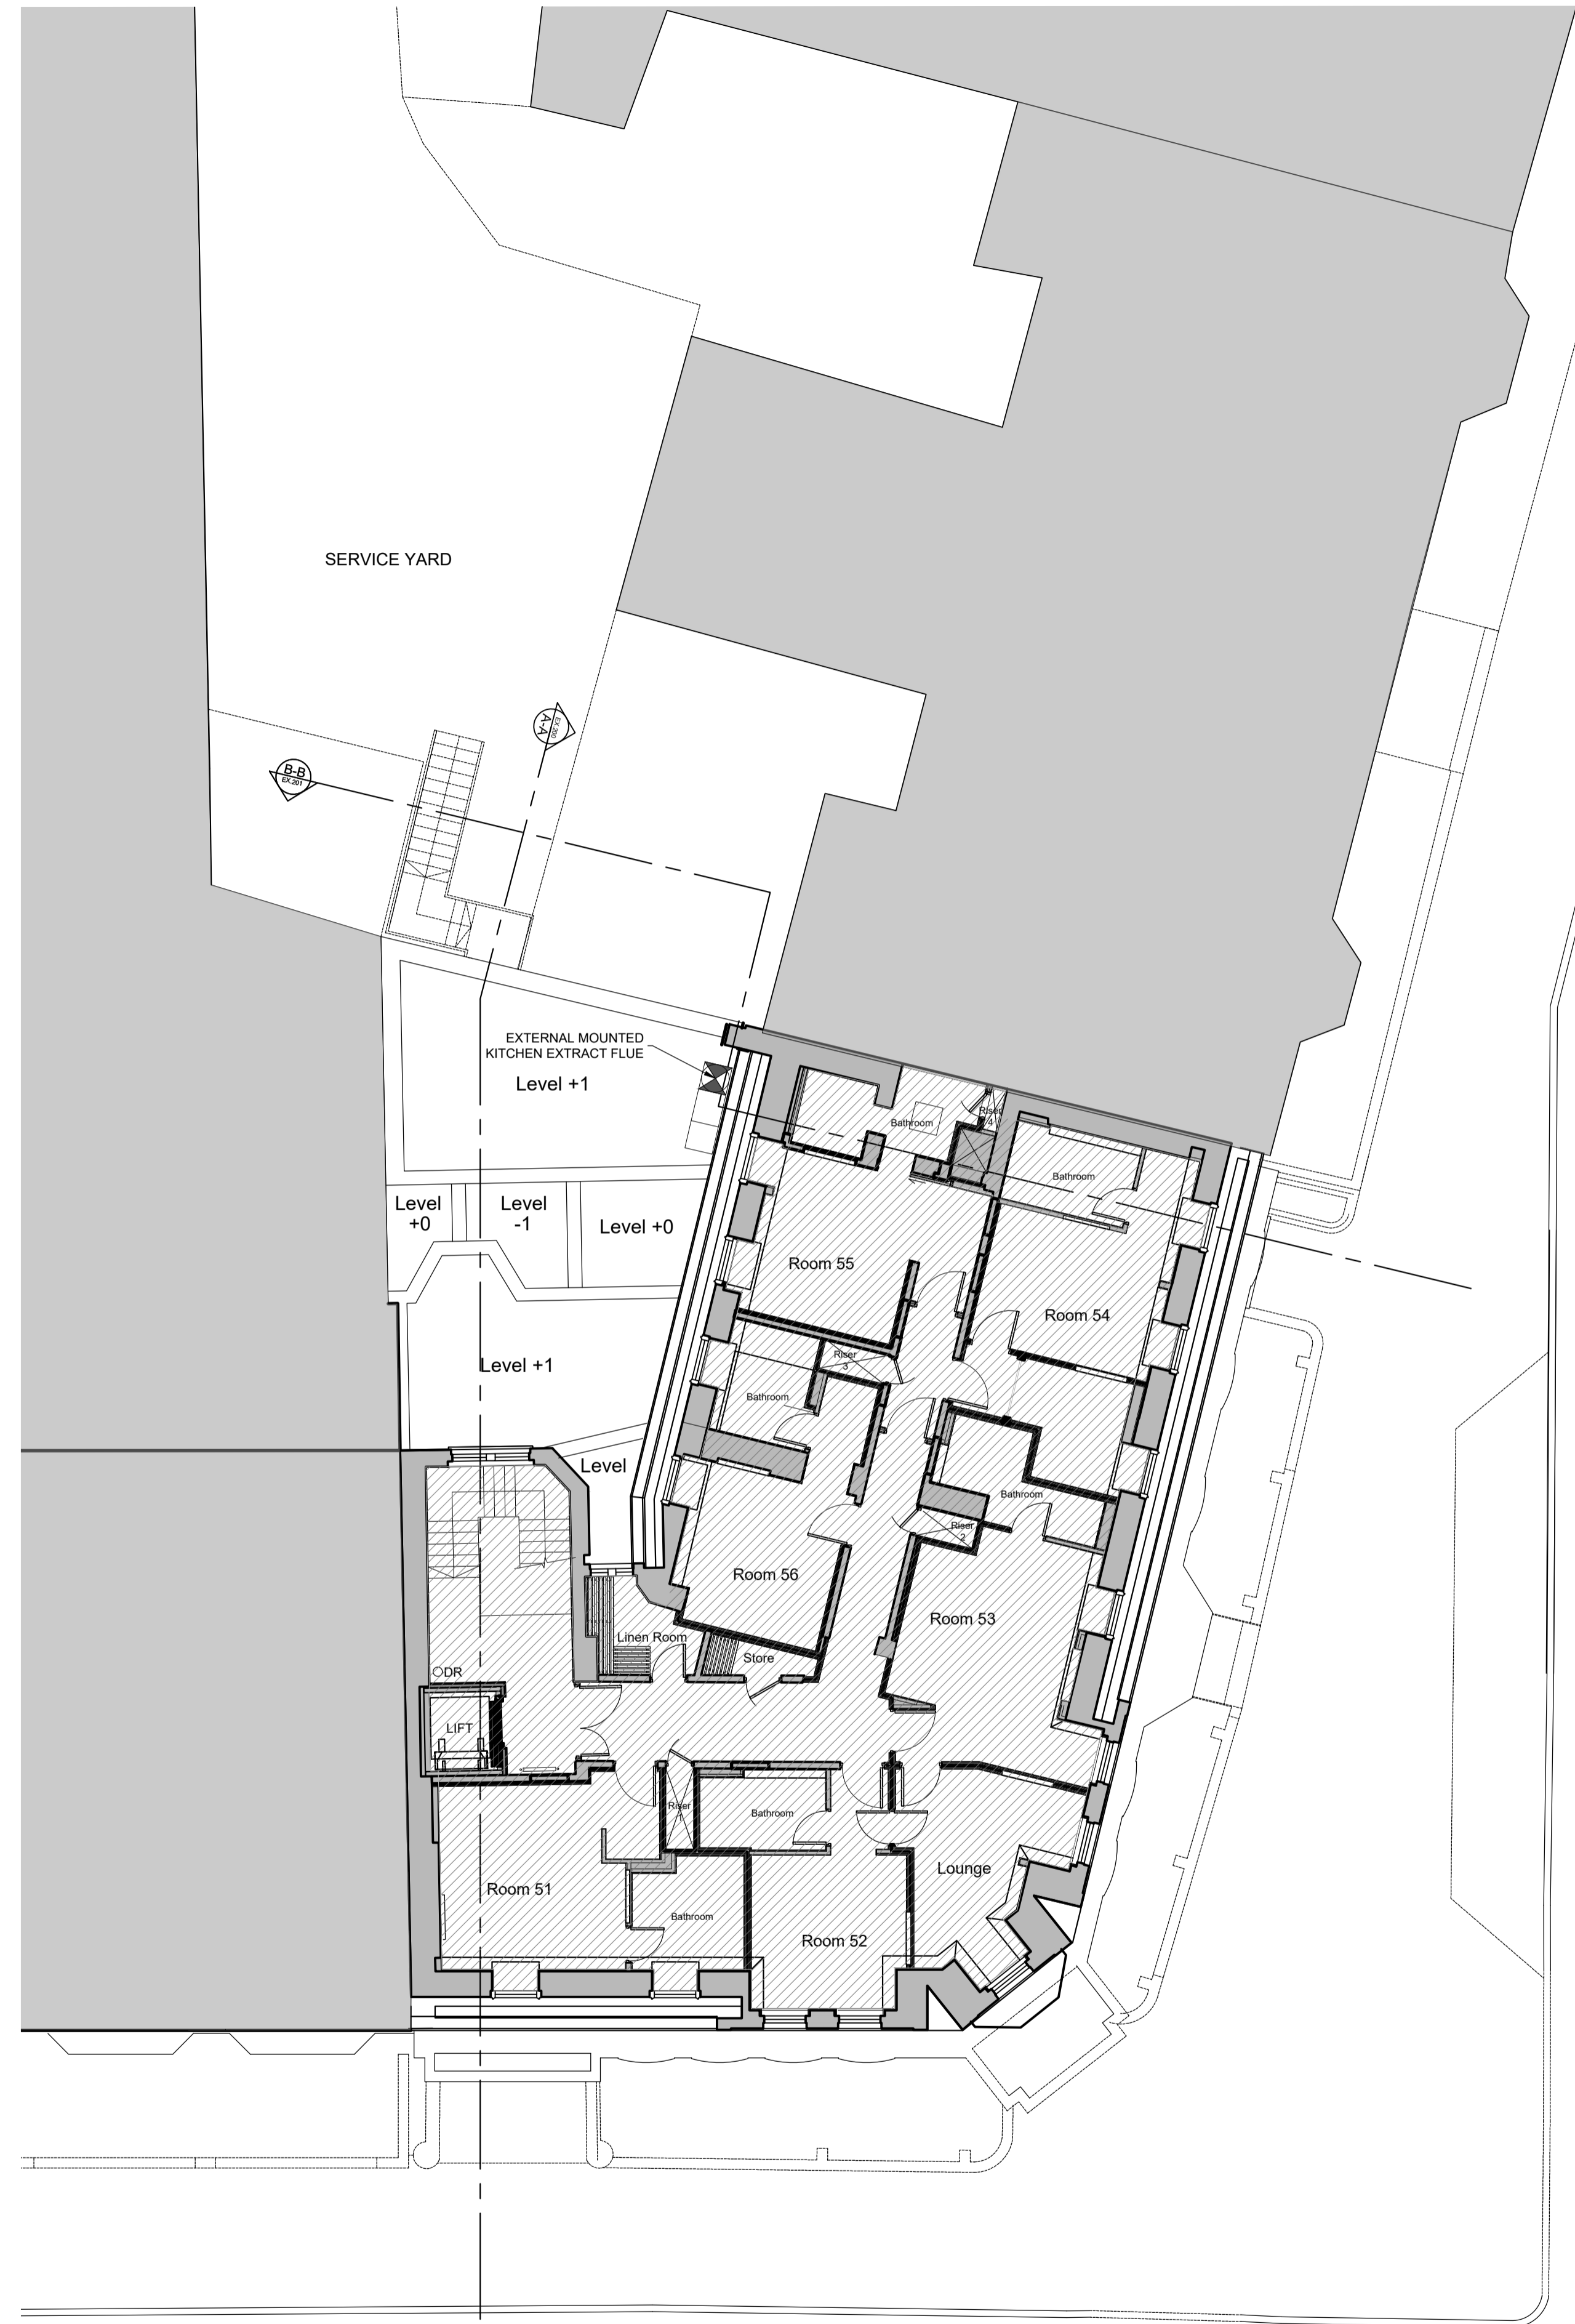 SERVICE YARD
A-A
EX.200
B-B
EX.201
EXTERNAL MOUNTED
KITCHEN EXTRACT FLUE
Level +1
Riser
4
Bathroom
Bathroom
Level
+0
Level
-1
Level +0
Room 55
Room 54
Level +1
Riser
3
Bathroom
Level
Bathroom
Riser
2
Room 56
Room 53
Linen Room
Store
DR
LIFT
Riser
1
Bathroom
Lounge
Room 51
Bathroom
Room 52